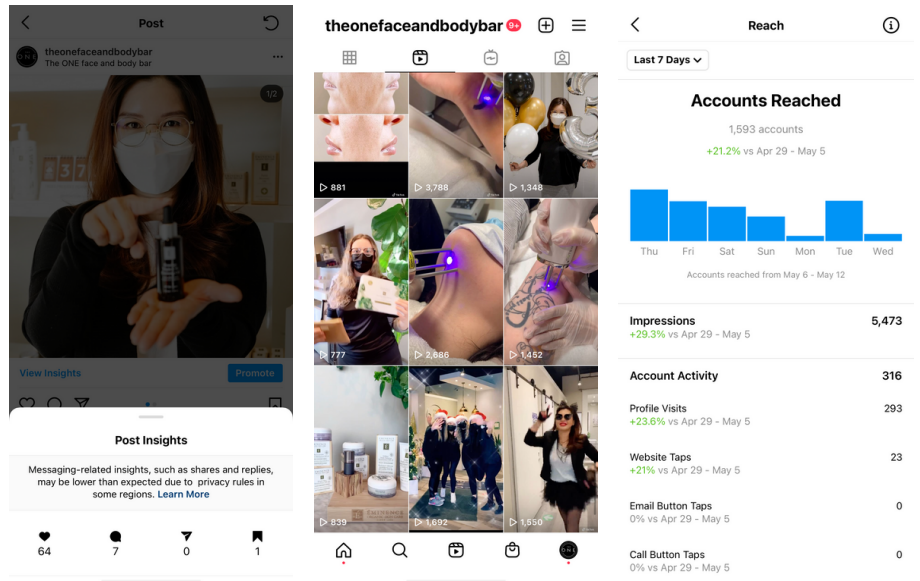 Post
theonefaceandbodybar
The ONE face and body bar
1/2
View Insights
Promote
Post Insights
Messaging-related insights, such as shares and replies,
may be lower than expected due to privacy rules in
some regions. Learn More
64
7
0
1
theonefaceandbodybar 9+
881
3,788
1,348
777
2,686
1,452
839
1,692
1,550
Reach
Last 7 Days
Accounts Reached
1,593 accounts
+21.2% vs Apr 29 - May 5
Thu Fri Sat Sun Mon Tue Wed
Accounts reached from May 6 - May 12
Impressions 5,473
+29.3% vs Apr 29 - May 5
Account Activity 316
Profile Visits 293
+23.6% vs Apr 29 - May 5
Website Taps 23
+21% vs Apr 29 - May 5
Email Button Taps 0
0% vs Apr 29 - May 5
Call Button Taps 0
0% vs Apr 29 - May 5